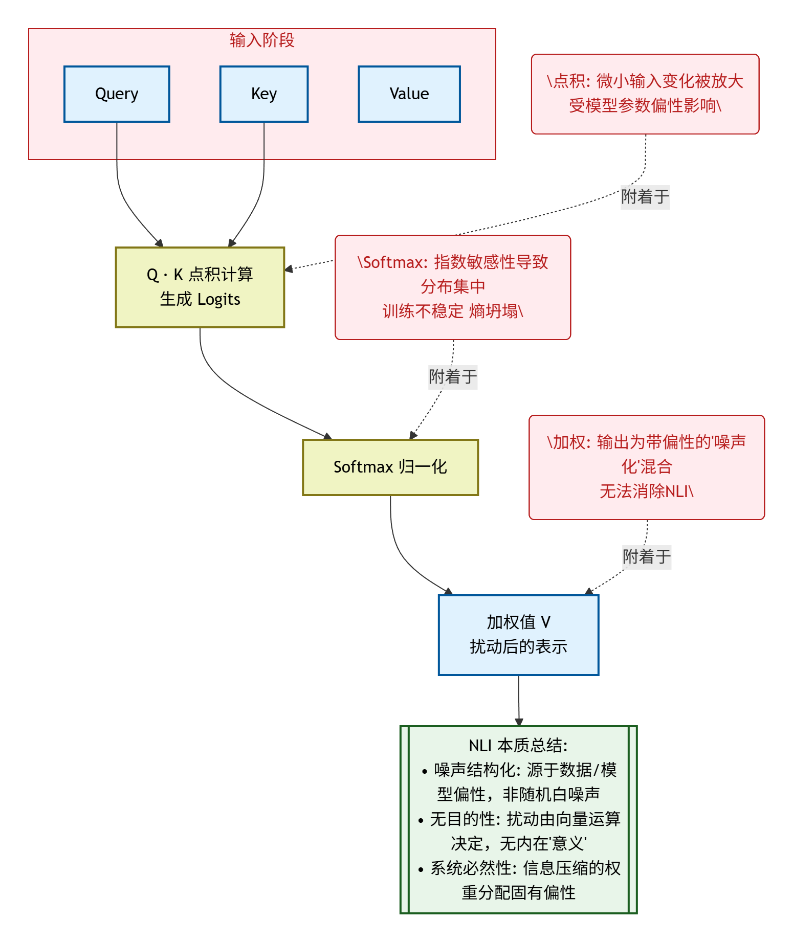 输入阶段
Query
Key
Value
\点积: 微小输入变化被放大
受模型参数偏性影响\
附着于
Q · K 点积计算
生成 Logits
\Softmax: 指数敏感性导致
分布集中
训练不稳定 熵坍塌\
附着于
Softmax 归一化
\加权: 输出为带偏性的'噪声
化'混合
无法消除NLI\
附着于
加权值 V
扰动后的表示
NLI 本质总结:
• 噪声结构化: 源于数据/模
型偏性，非随机白噪声
• 无目的性: 扰动由向量运算
决定，无内在'意义'
• 系统必然性: 信息压缩的权
重分配固有偏性